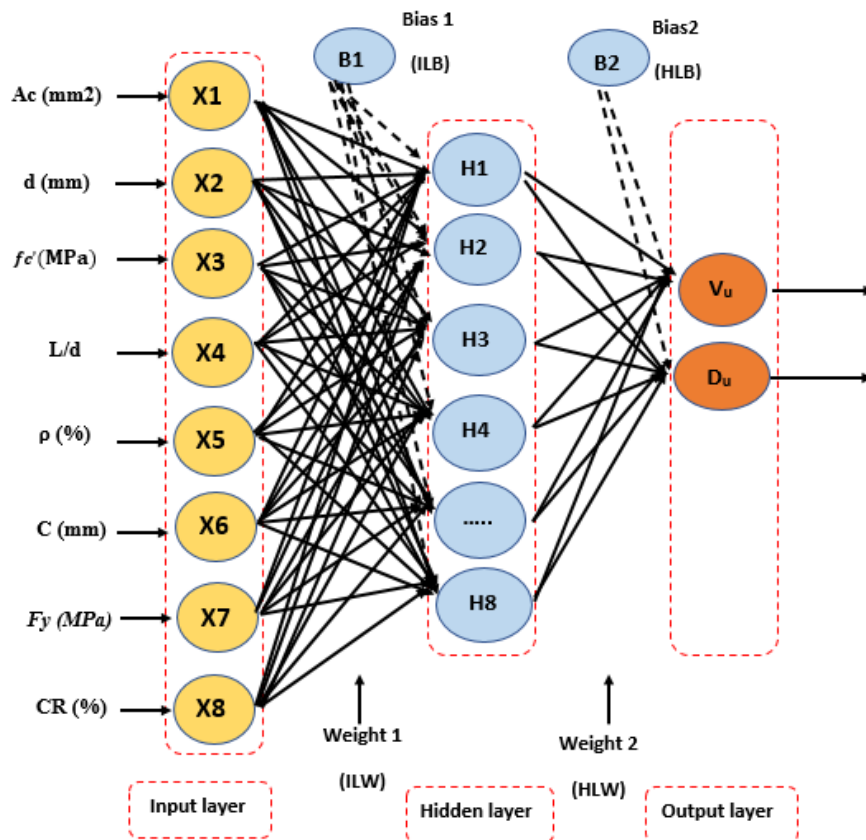 Bias 1
(ILB)
B1
Bias2
(HLB)
B2
Ac (mm2)
X1
d (mm)
X2
fc'(MPa)
X3
L/d
X4
ρ (%)
X5
C (mm)
X6
Fy (MPa)
X7
CR (%)
X8
H1
H2
H3
H4
.....
H8
Vu
Du
Weight 1
(ILW)
Weight 2
(HLW)
Input layer
Hidden layer
Output layer